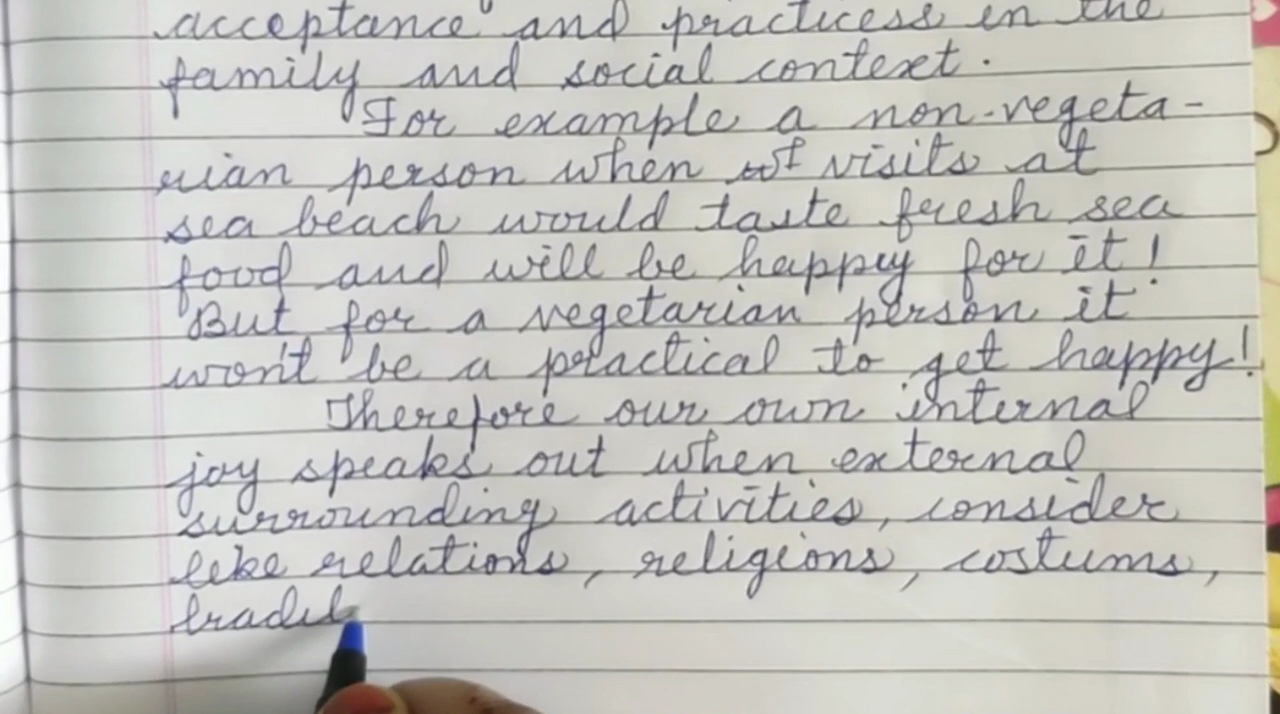 acceptance and practicess in the
family and social context.
For example a non-vegeta-
rian person when visits at
sea beach would taste fresh sea
food and will be happy for it!
But for a vegetarian person it
won't be a practical to get happy!
Therefore our own internal
joy speaks out when external
surrounding activities, consider
like relations, religions, costums,
tradit